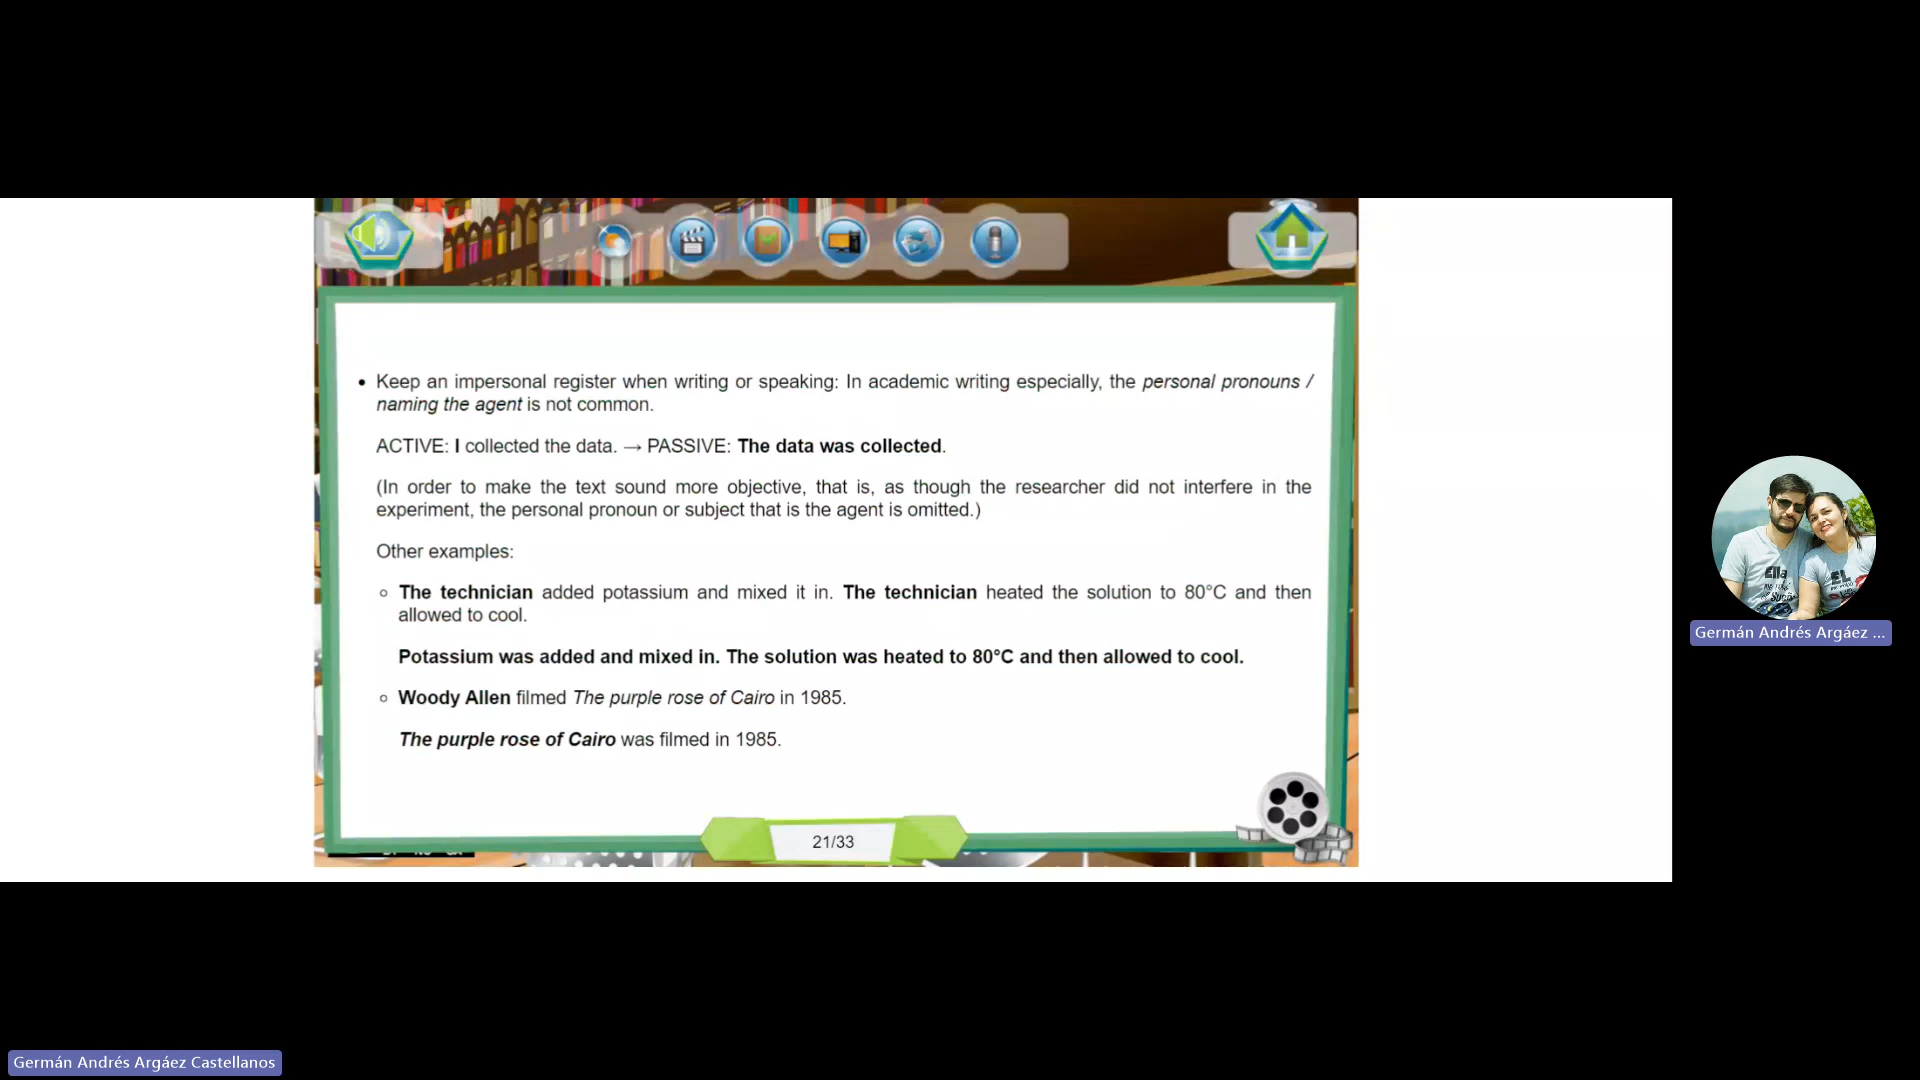 • Keep an impersonal register when writing or speaking: In academic writing especially, the personal pronouns /
naming the agent is not common.
ACTIVE: I collected the data. → PASSIVE: The data was collected.
(In order to make the text sound more objective, that is, as though the researcher did not interfere in the
experiment, the personal pronoun or subject that is the agent is omitted.)
Other examples:
○ The technician added potassium and mixed it in. The technician heated the solution to 80°C and then
allowed to cool.
Potassium was added and mixed in. The solution was heated to 80°C and then allowed to cool.
○ Woody Allen filmed The purple rose of Cairo in 1985.
The purple rose of Cairo was filmed in 1985.
21/33
Ella
EL
Germán Andrés Argáez ...
Germán Andrés Argáez Castellanos